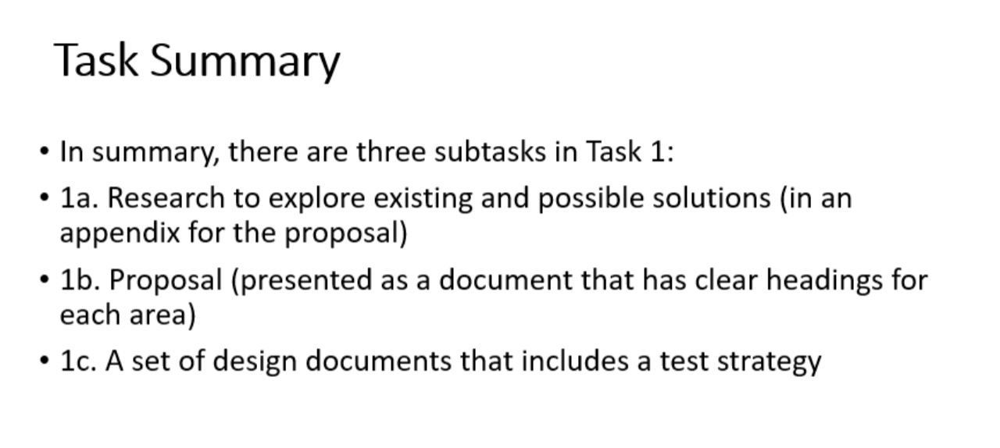 Task Summary
• In summary, there are three subtasks in Task 1:
• 1a. Research to explore existing and possible solutions (in an
appendix for the proposal)
• 1b. Proposal (presented as a document that has clear headings for
each area)
• 1c. A set of design documents that includes a test strategy